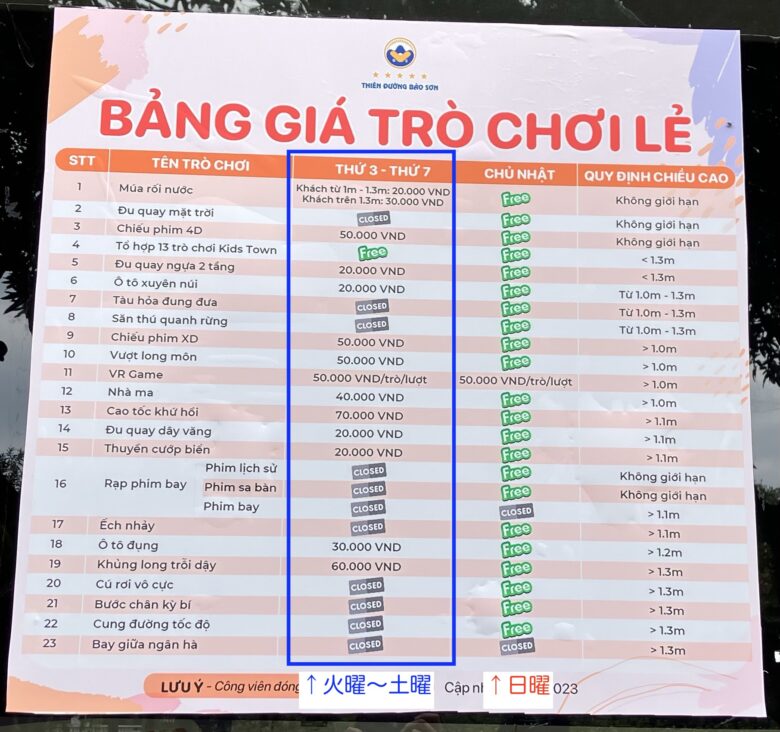 THIÊN ĐƯỜNG BẢO SƠN
BẢNG GIÁ TRÒ CHƠI LẺ
STT TÊN TRÒ CHƠI THỨ 3 - THỨ 7 CHỦ NHẬT QUY ĐỊNH CHIỀU CAO
1 Múa rối nước Khách từ 1m - 1.3m: 20.000 VND Free Không giới hạn
Khách trên 1.3m: 30.000 VND
2 Đu quay mặt trời CLOSED Free Không giới hạn
3 Chiếu phim 4D 50.000 VND Free Không giới hạn
4 Tổ hợp 13 trò chơi Kids Town Free Free < 1.3m
5 Đu quay ngựa 2 tầng 20.000 VND Free < 1.3m
6 Ô tô xuyên núi 20.000 VND Free Từ 1.0m - 1.3m
7 Tàu hỏa đung đưa CLOSED Free Từ 1.0m - 1.3m
8 Săn thú quanh rừng CLOSED Free Từ 1.0m - 1.3m
9 Chiếu phim XD 50.000 VND Free > 1.0m
10 Vượt long môn 50.000 VND Free > 1.0m
11 VR Game 50.000 VND/trò/lượt 50.000 VND/trò/lượt > 1.0m
12 Nhà ma 40.000 VND Free > 1.0m
13 Cao tốc khứ hồi 70.000 VND Free > 1.1m
14 Đu quay dây văng 20.000 VND Free > 1.1m
15 Thuyền cướp biển 20.000 VND Free > 1.1m
16 Rạp phim bay Phim lịch sử CLOSED Free Không giới hạn
Phim sa bàn CLOSED Free Không giới hạn
Phim bay CLOSED CLOSED > 1.1m
17 Ếch nhảy CLOSED Free > 1.1m
18 Ô tô đụng 30.000 VND Free > 1.2m
19 Khủng long trỗi dậy 60.000 VND Free > 1.3m
20 Cú rơi vô cực CLOSED Free > 1.3m
21 Bước chân kỳ bí CLOSED Free > 1.3m
22 Cung đường tốc độ CLOSED Free > 1.3m
23 Bay giữa ngân hà CLOSED CLOSED > 1.3m
LƯU Ý - Công viên đóng ↑火曜～土曜 Cập nh ↑日曜 023